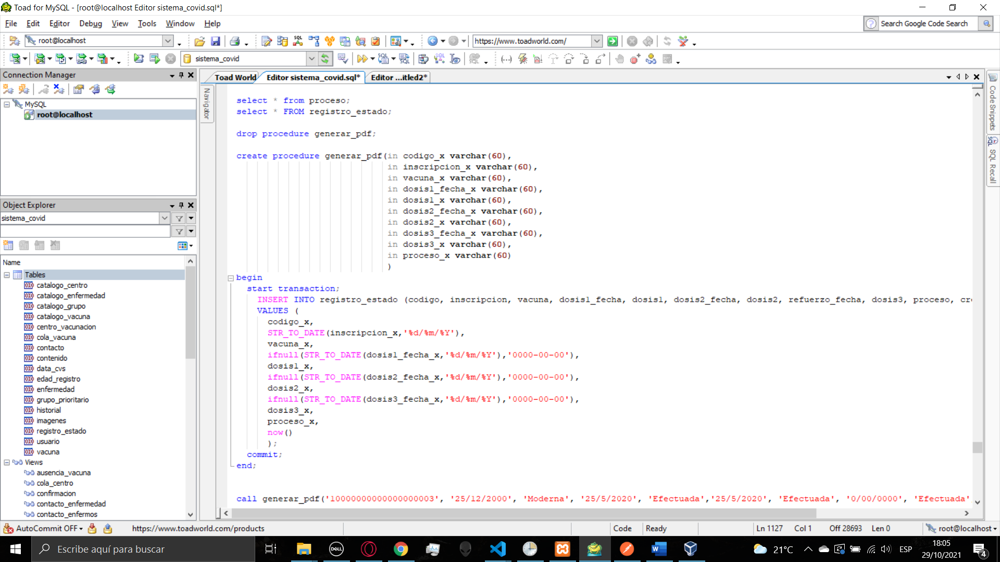 Toad for MySQL - [root@localhost Editor sistema_covid.sql*]
File Edit Editor Debug View Tools Window Help
Search Google Code Search
root@localhost
https://www.toadworld.com/
sistema_covid
Connection Manager
MySQL
root@localhost
Object Explorer
sistema_covid
Name
Tables
catalogo_centro
catalogo_enfermedad
catalogo_grupo
catalogo_vacuna
centro_vacunacion
cola_vacuna
contacto
contenido
data_cvs
edad_registro
enfermedad
grupo_prioritario
historial
imagenes
registro_estado
usuario
vacuna
Views
ausencia_vacuna
cola_centro
confirmacion
contacto_enfermedad
contacto_enfermos
Toad World Editor sistema_covid.sql* Editor ...itled2*
Navigator
select * from proceso;
select * FROM registro_estado;
drop procedure generar_pdf;
create procedure generar_pdf(in codigo_x varchar(60),
in inscripcion_x varchar(60),
in vacuna_x varchar(60),
in dosis1_fecha_x varchar(60),
in dosis1_x varchar(60),
in dosis2_fecha_x varchar(60),
in dosis2_x varchar(60),
in dosis3_fecha_x varchar(60),
in dosis3_x varchar(60),
in proceso_x varchar(60)
)
begin
start transaction;
INSERT INTO registro_estado (codigo, inscripcion, vacuna, dosis1_fecha, dosis1, dosis2_fecha, dosis2, refuerzo_fecha, dosis3, proceso, cr
VALUES (
codigo_x,
STR_TO_DATE(inscripcion_x,'%d/%m/%Y'),
vacuna_x,
ifnull(STR_TO_DATE(dosis1_fecha_x,'%d/%m/%Y'),'0000-00-00'),
dosis1_x,
ifnull(STR_TO_DATE(dosis2_fecha_x,'%d/%m/%Y'),'0000-00-00'),
dosis2_x,
ifnull(STR_TO_DATE(dosis3_fecha_x,'%d/%m/%Y'),'0000-00-00'),
dosis3_x,
proceso_x,
now()
);
commit;
end;
call generar_pdf('10000000000000000003', '25/12/2000', 'Moderna', '25/5/2020', 'Efectuada','25/5/2020', 'Efectuada', '0/00/0000', 'Efectuada'
Code Snippets
SQL Recall
AutoCommit OFF https://www.toadworld.com/products Code Ready Ln 1127 Col 1 Off 28693 Len 0 root@localhost
Escribe aquí para buscar
DELL
21°C
ESP
18:05
29/10/2021
4